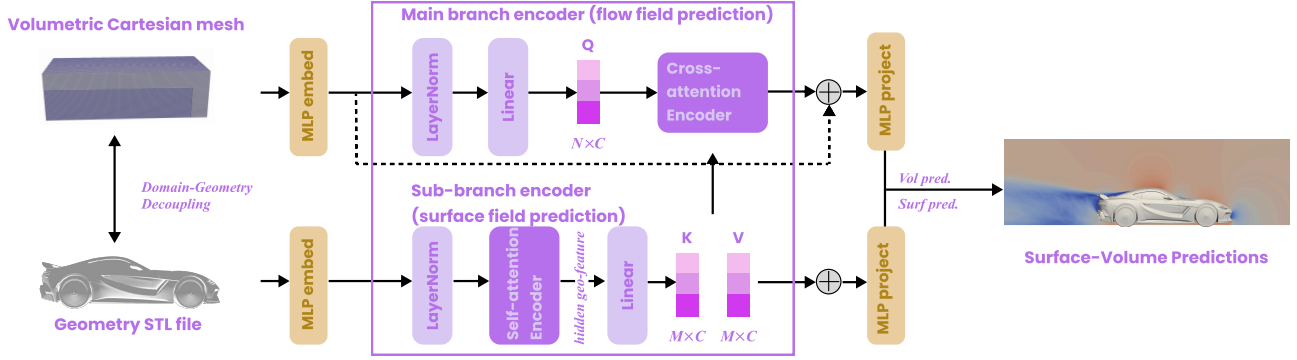 Main branch encoder (flow field prediction)
Volumetric Cartesian mesh
MLP embed
LayerNorm
Linear
Q
N×C
Cross-
attention
Encoder
MLP project
Domain-Geometry
Decoupling
Sub-branch encoder
(surface field prediction)
Vol pred.
Surf pred.
MLP embed
LayerNorm
Self-attention
Encoder
hidden geo-feature
Linear
K
V
M×C
M×C
MLP project
Geometry STL file
Surface-Volume Predictions